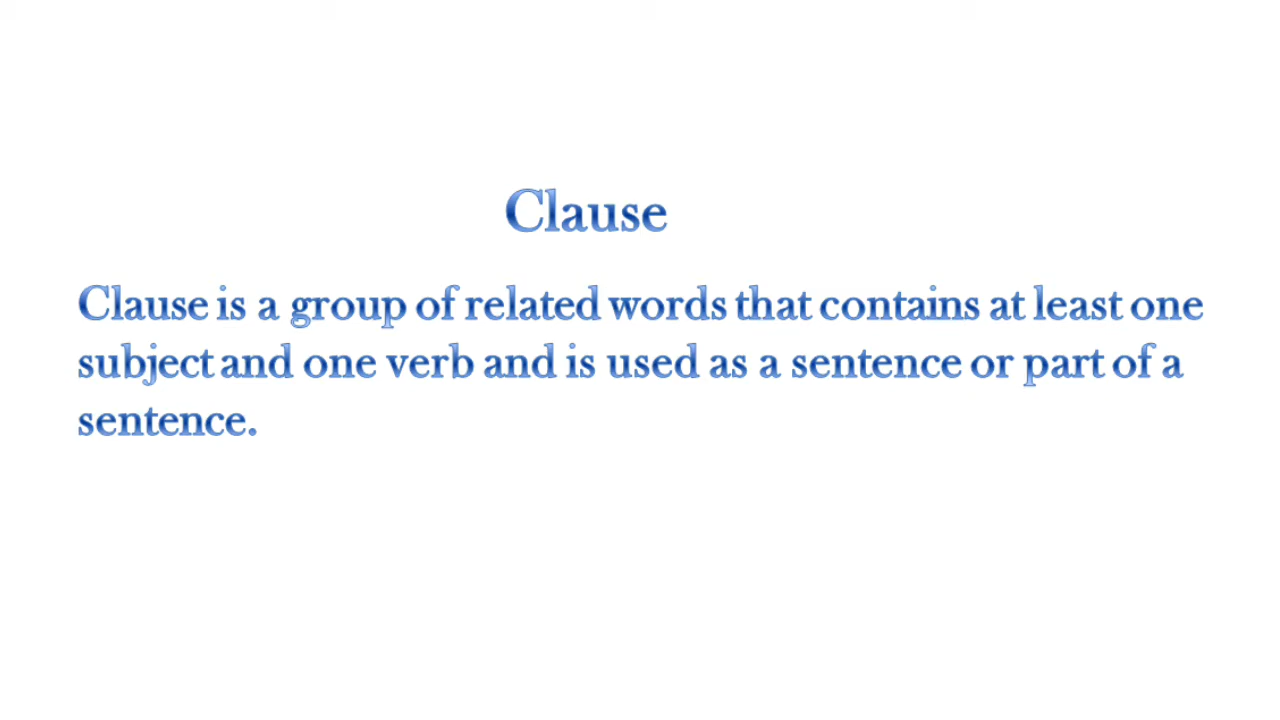 Clause
Clause is a group of related words that contains at least one
subject and one verb and is used as a sentence or part of a
sentence.